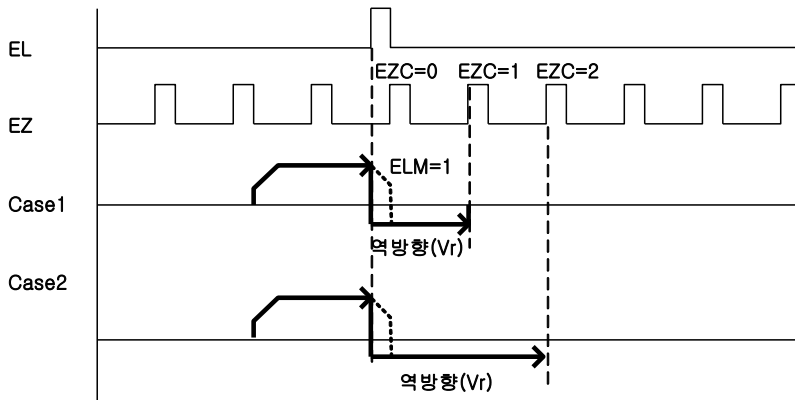 EL
EZC=0 EZC=1 EZC=2
EZ
ELM=1
Case1
역방향(Vr)
Case2
역방향(Vr)